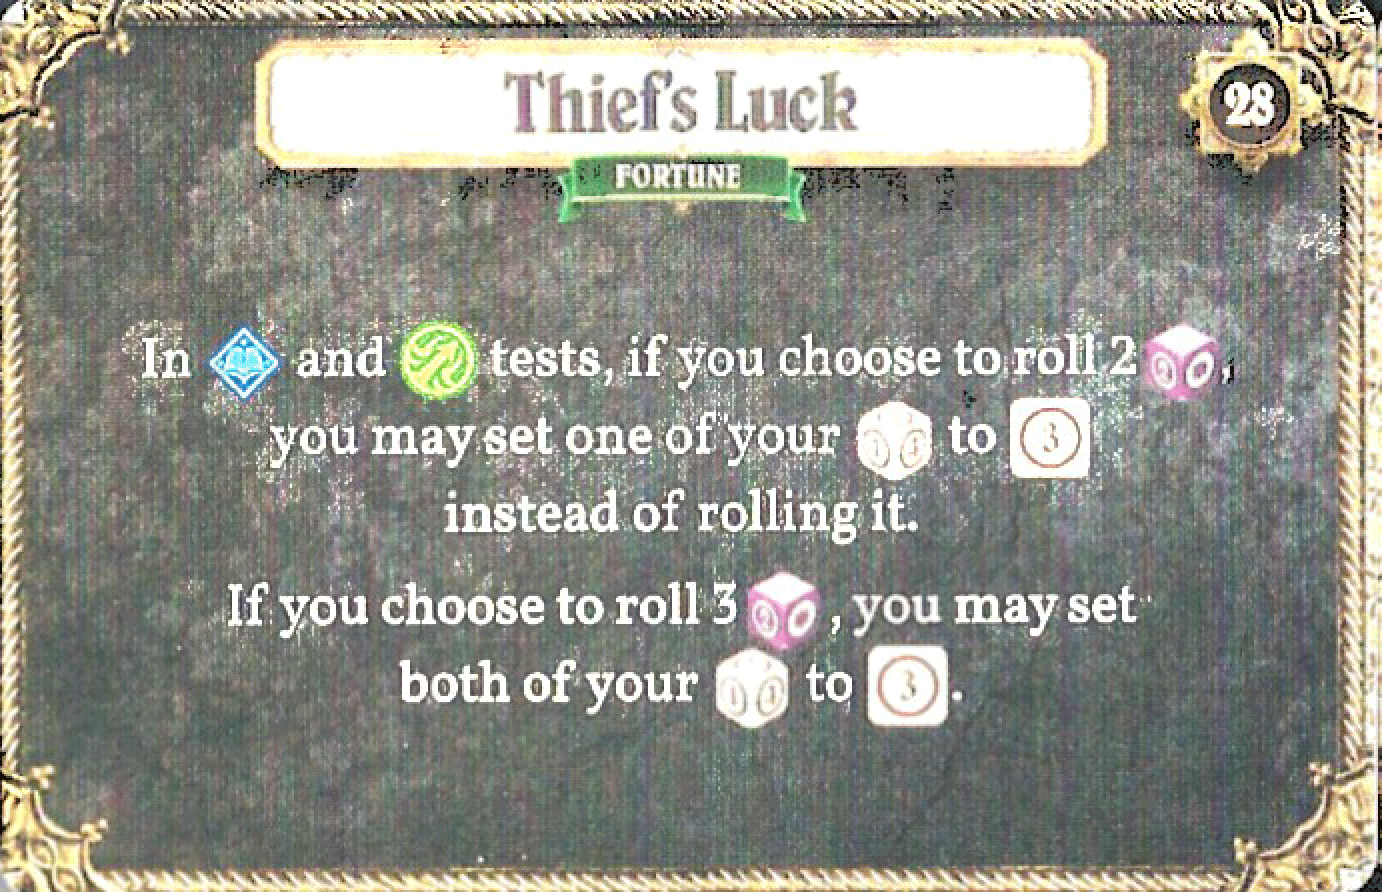 Thief's Luck
28
FORTUNE
In and tests, if you choose to roll 2 ,
you may set one of your to 3
instead of rolling it.
If you choose to roll 3 , you may set
both of your to 3 .